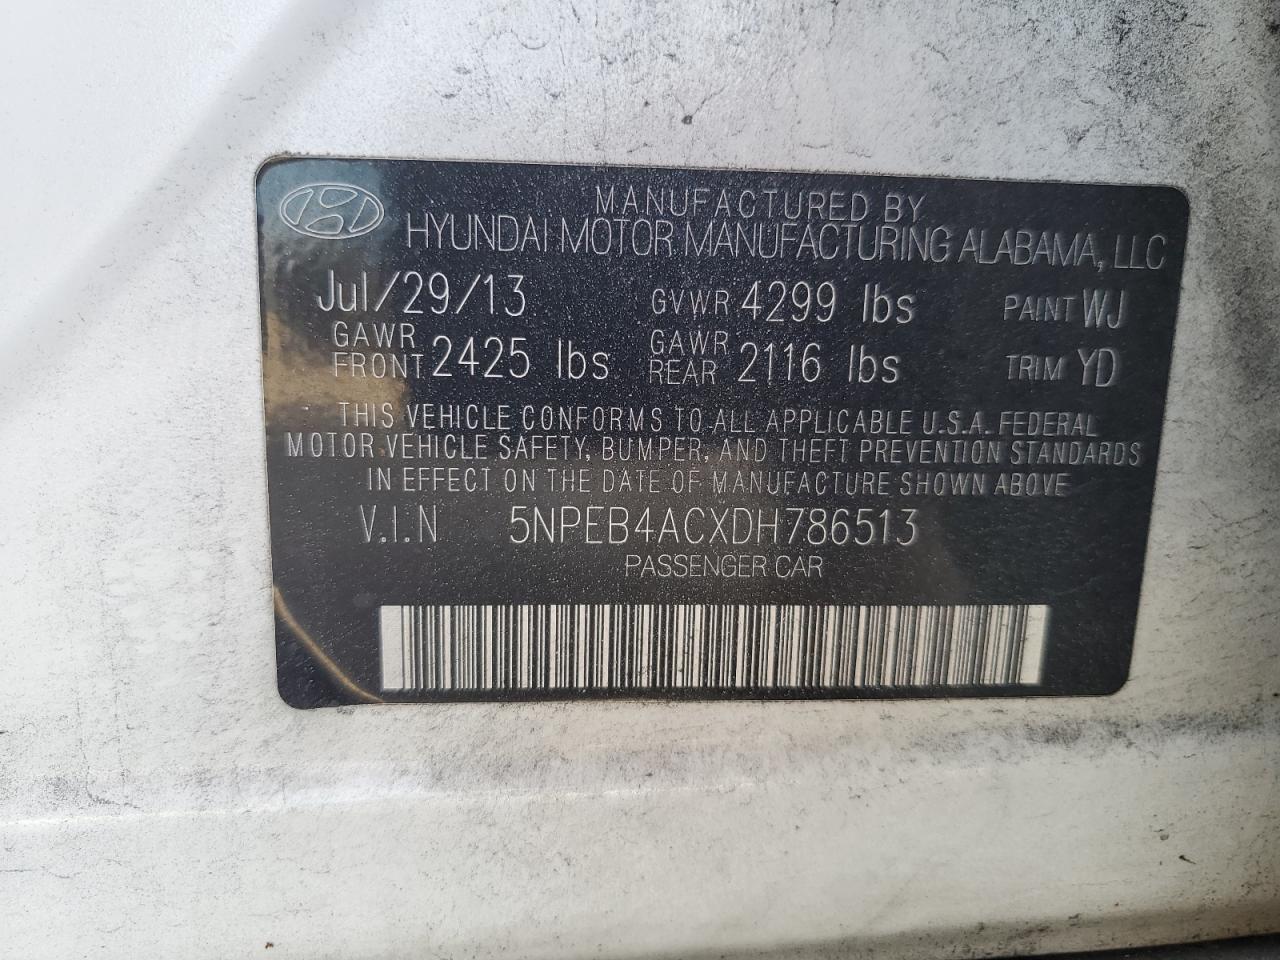 MANUFACTURED BY
HYUNDAI MOTOR MANUFACTURING ALABAMA, LLC
Jul/29/13 GVWR 4299 lbs PAINT WJ
GAWR FRONT 2425 lbs GAWR REAR 2116 lbs TRIM YD
THIS VEHICLE CONFORMS TO ALL APPLICABLE U.S.A. FEDERAL
MOTOR VEHICLE SAFETY, BUMPER, AND THEFT PREVENTION STANDARDS
IN EFFECT ON THE DATE OF MANUFACTURE SHOWN ABOVE
V.I.N 5NPEB4ACXDH786513
PASSENGER CAR